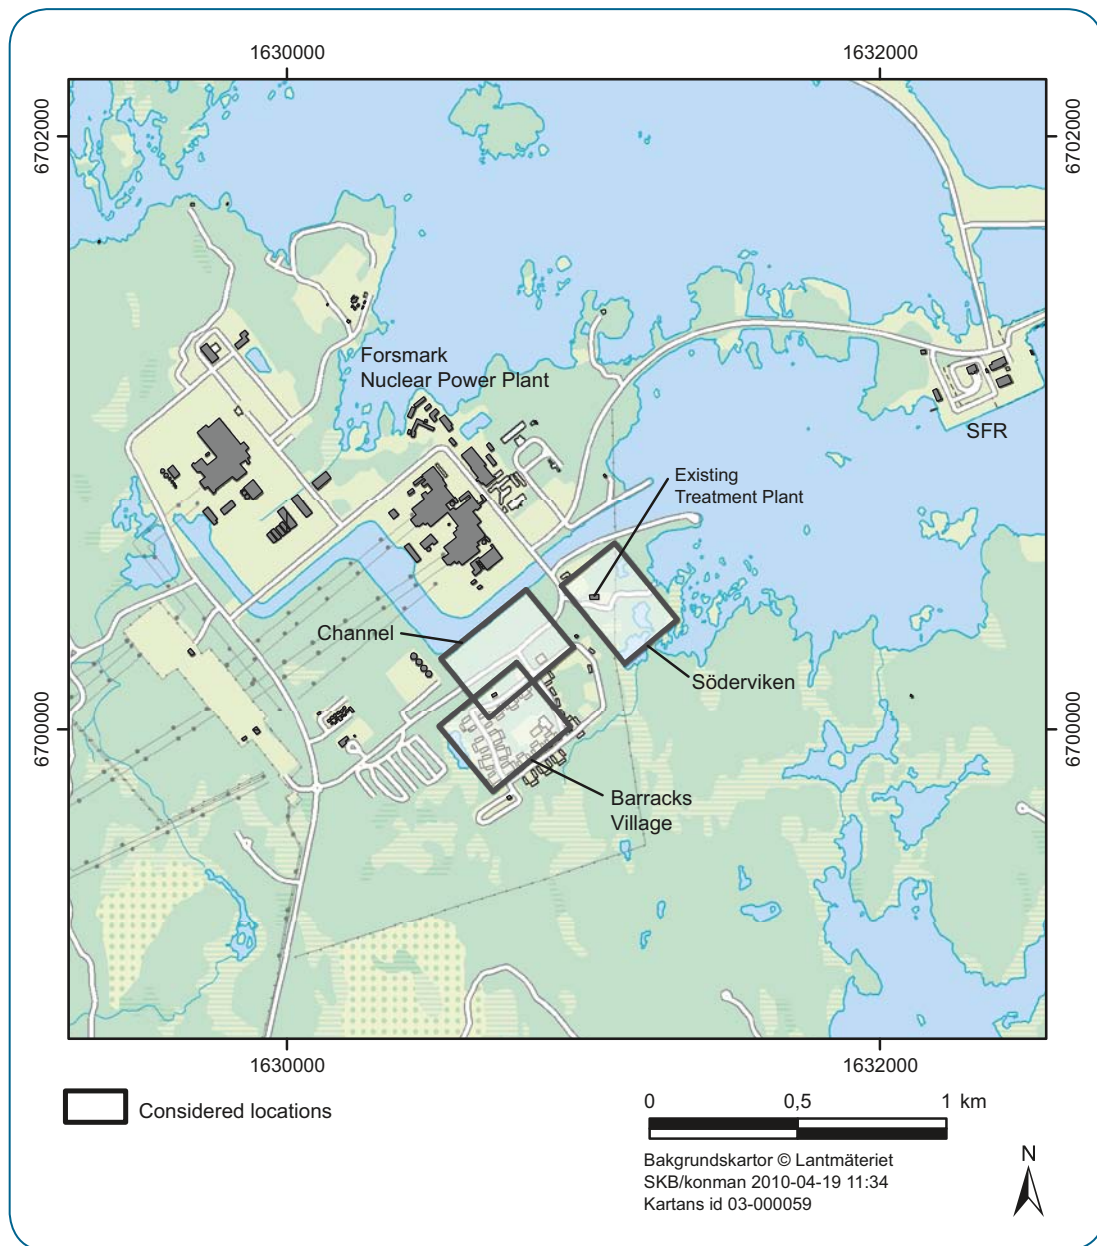 1630000
1632000
6702000
6702000
Forsmark
Nuclear Power Plant
SFR
Existing
Treatment Plant
Channel
Söderviken
6700000
6700000
Barracks
Village
1630000
1632000
Considered locations
0 0,5 1 km
Bakgrundskartor © Lantmäteriet
SKB/konman 2010-04-19 11:34
Kartans id 03-000059
N